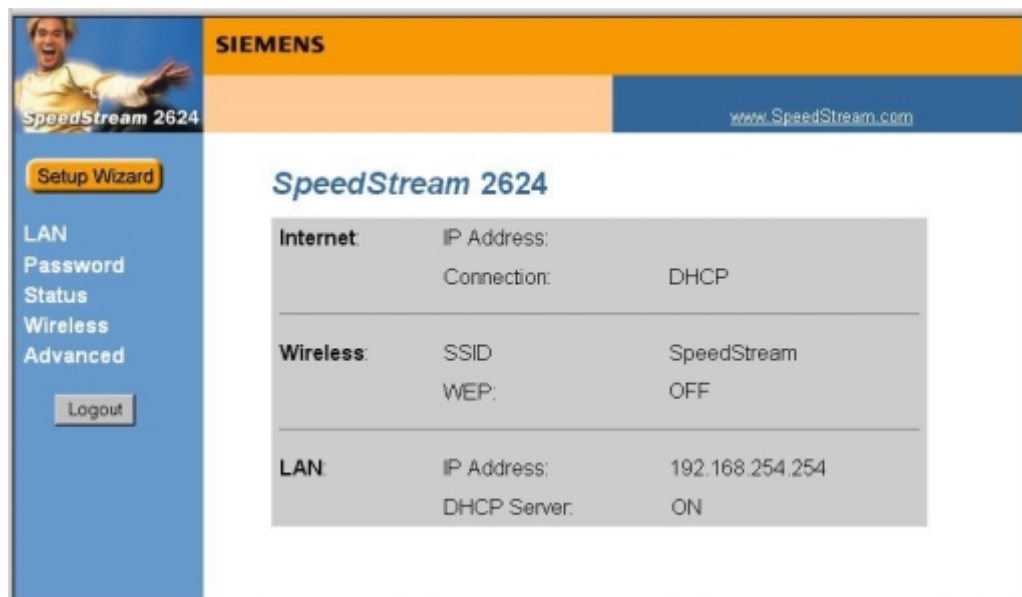 SIEMENS
SpeedStream 2624
www.SpeedStream.com
Setup Wizard
LAN
Password
Status
Wireless
Advanced
Logout
SpeedStream 2624
Internet: IP Address:
Connection: DHCP
Wireless: SSID SpeedStream
WEP: OFF
LAN: IP Address: 192.168.254.254
DHCP Server: ON